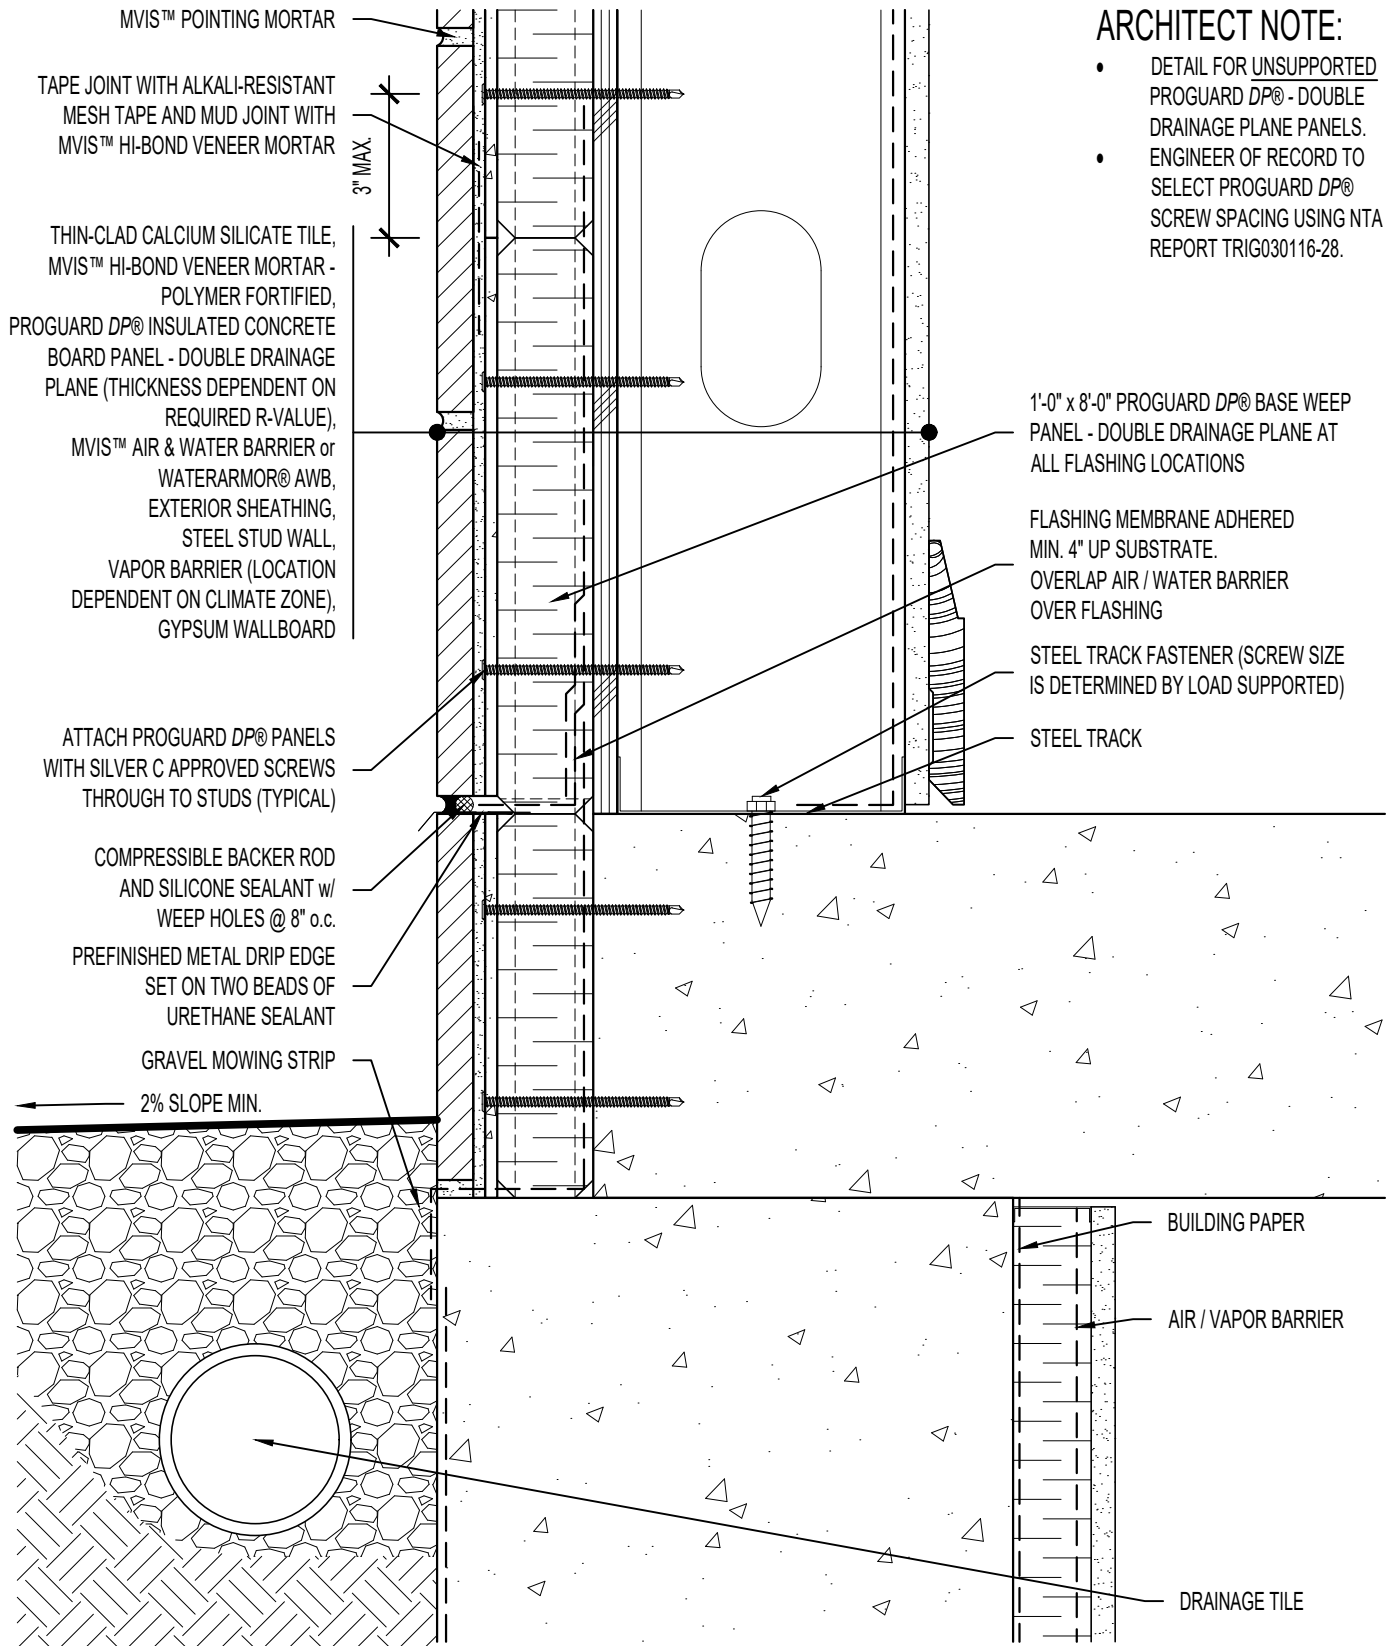 MVIS™ POINTING MORTAR
TAPE JOINT WITH ALKALI-RESISTANT
MESH TAPE AND MUD JOINT WITH
MVIS™ HI-BOND VENEER MORTAR
3" MAX.
THIN-CLAD CALCIUM SILICATE TILE,
MVIS™ HI-BOND VENEER MORTAR -
POLYMER FORTIFIED,
PROGUARD DP® INSULATED CONCRETE
BOARD PANEL - DOUBLE DRAINAGE
PLANE (THICKNESS DEPENDENT ON
REQUIRED R-VALUE),
MVIS™ AIR & WATER BARRIER or
WATERARMOR® AWB,
EXTERIOR SHEATHING,
STEEL STUD WALL,
VAPOR BARRIER (LOCATION
DEPENDENT ON CLIMATE ZONE),
GYPSUM WALLBOARD
ATTACH PROGUARD DP® PANELS
WITH SILVER C APPROVED SCREWS
THROUGH TO STUDS (TYPICAL)
COMPRESSIBLE BACKER ROD
AND SILICONE SEALANT w/
WEEP HOLES @ 8" o.c.
PREFINISHED METAL DRIP EDGE
SET ON TWO BEADS OF
URETHANE SEALANT
GRAVEL MOWING STRIP
2% SLOPE MIN.
ARCHITECT NOTE:
• DETAIL FOR UNSUPPORTED
PROGUARD DP® - DOUBLE
DRAINAGE PLANE PANELS.
• ENGINEER OF RECORD TO
SELECT PROGUARD DP®
SCREW SPACING USING NTA
REPORT TRIG030116-28.
1'-0" x 8'-0" PROGUARD DP® BASE WEEP
PANEL - DOUBLE DRAINAGE PLANE AT
ALL FLASHING LOCATIONS
FLASHING MEMBRANE ADHERED
MIN. 4" UP SUBSTRATE.
OVERLAP AIR / WATER BARRIER
OVER FLASHING
STEEL TRACK FASTENER (SCREW SIZE
IS DETERMINED BY LOAD SUPPORTED)
STEEL TRACK
BUILDING PAPER
AIR / VAPOR BARRIER
DRAINAGE TILE